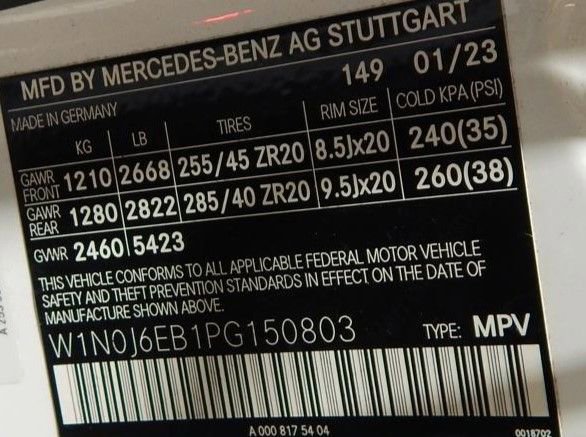 MFD BY MERCEDES-BENZ AG STUTTGART
MADE IN GERMANY 149 01/23
KG LB TIRES RIM SIZE COLD KPA (PSI)
GAWR FRONT 1210 2668 255/45 ZR20 8.5Jx20 240(35)
GAWR REAR 1280 2822 285/40 ZR20 9.5Jx20 260(38)
GVWR 2460 5423
THIS VEHICLE CONFORMS TO ALL APPLICABLE FEDERAL MOTOR VEHICLE
SAFETY AND THEFT PREVENTION STANDARDS IN EFFECT ON THE DATE OF
MANUFACTURE SHOWN ABOVE.
W1N0J6EB1PG150803 TYPE: MPV
A 000 817 54 04 0018702